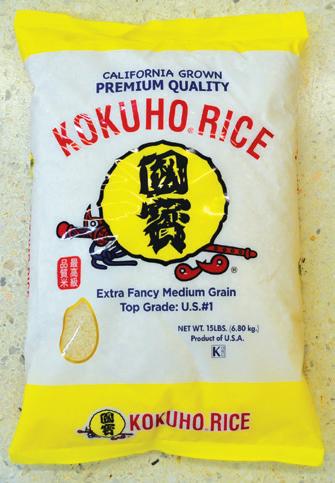 CALIFORNIA GROWN
PREMIUM QUALITY
KOKUHO® RICE
國寶
®
最高級
品質米
Extra Fancy Medium Grain
Top Grade: U.S.#1
NET WT. 15LBS. (6.80 kg.)
Product of U.S.A.
K
國寶
KOKUHO® RICE